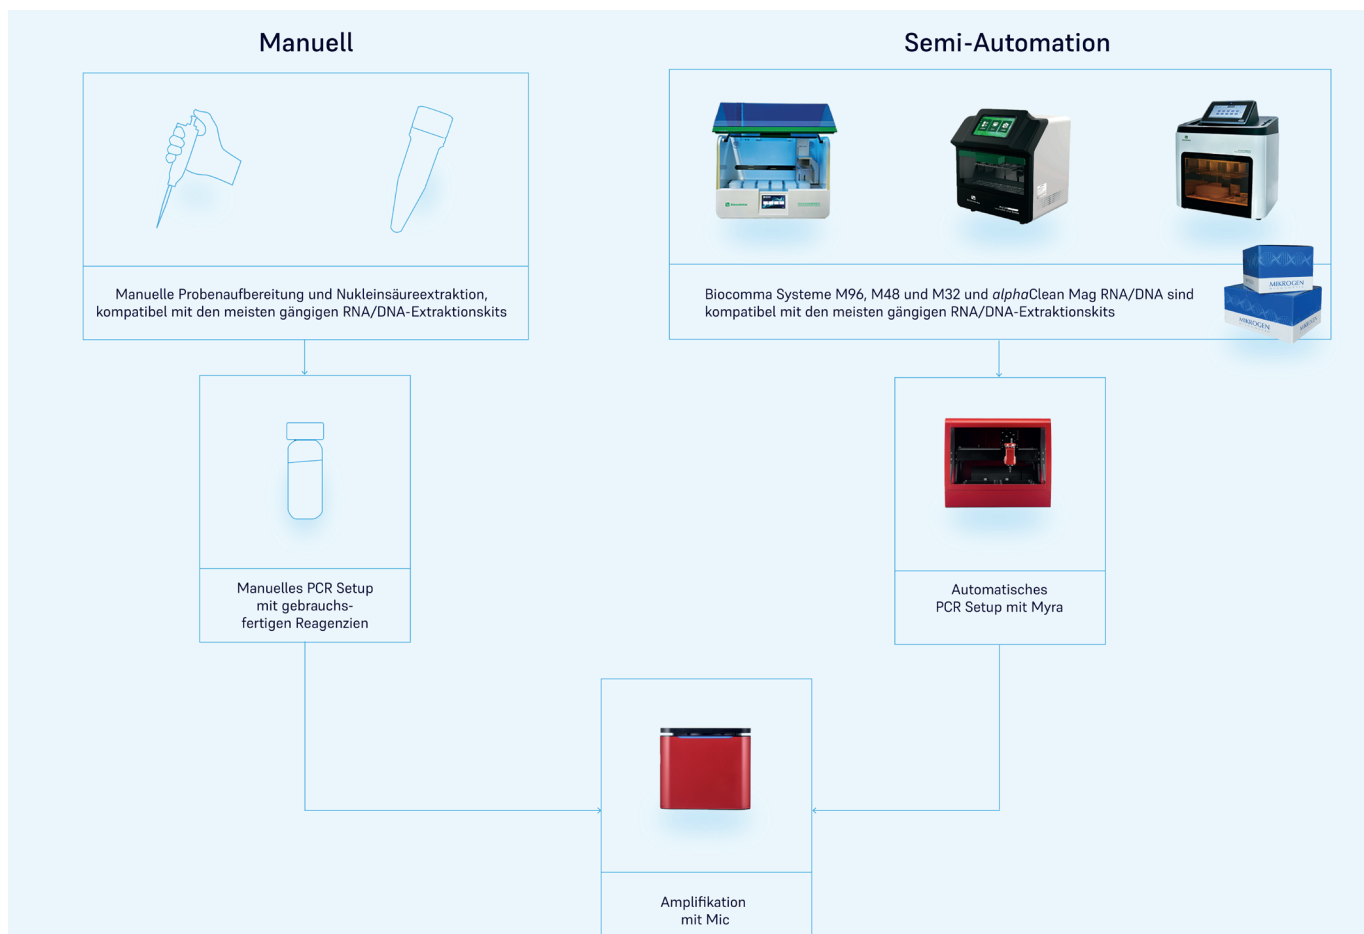 Manuell
Semi-Automation
Manuelle Probenaufbereitung und Nukleinsäureextraktion,
kompatibel mit den meisten gängigen RNA/DNA-Extraktionskits
Biocomma Systeme M96, M48 und M32 und alphaClean Mag RNA/DNA sind
kompatibel mit den meisten gängigen RNA/DNA-Extraktionskits
MIKROGEN
MIKROGEN
MIKROGEN
Manuelles PCR Setup
mit gebrauchs-
fertigen Reagenzien
Automatisches
PCR Setup mit Myra
Amplifikation
mit Mic